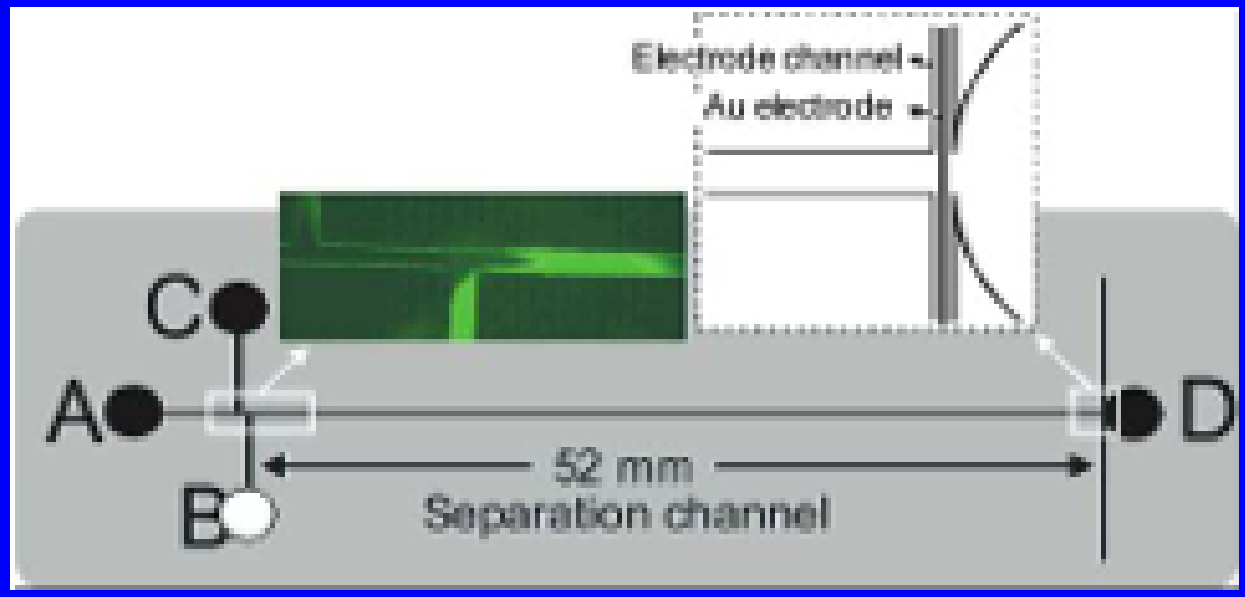 Electrode channel
Au electrode
C
A
D
52 mm
B
Separation channel